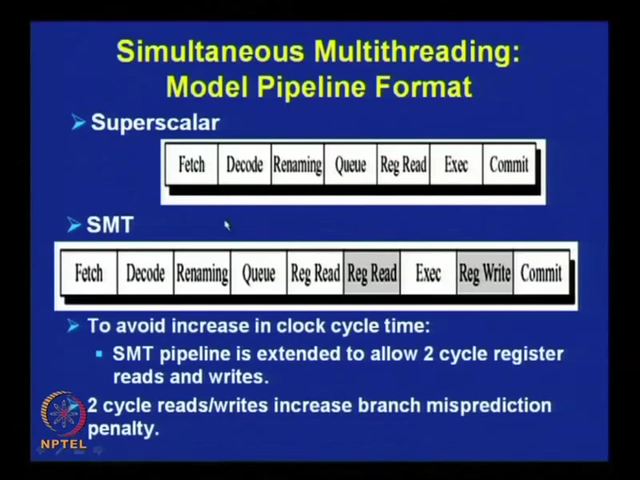 Simultaneous Multithreading:
Model Pipeline Format
Superscalar
Fetch Decode Renaming Queue Reg Read Exec Commit
SMT
Fetch Decode Renaming Queue Reg Read Reg Read Exec Reg Write Commit
To avoid increase in clock cycle time:
SMT pipeline is extended to allow 2 cycle register
reads and writes.
2 cycle reads/writes increase branch misprediction
penalty.
NPTEL